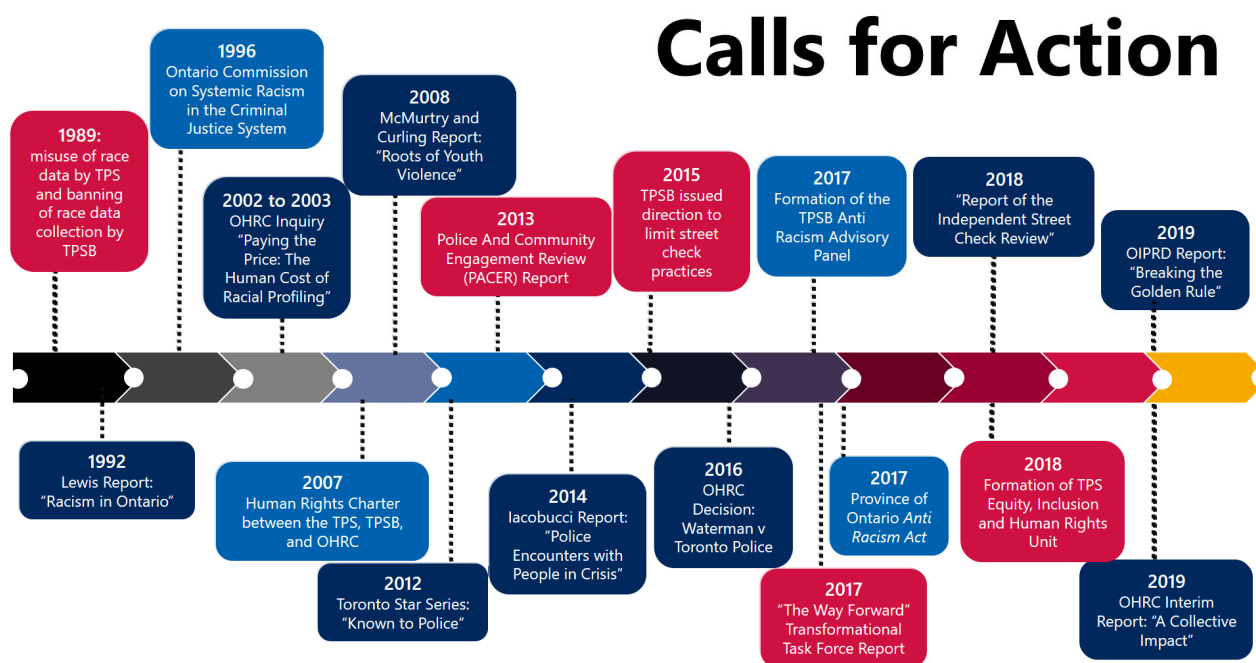 Calls for Action
1989:
misuse of race
data by TPS
and banning
of race data
collection by
TPSB
1996
Ontario Commission
on Systemic Racism
in the Criminal
Justice System
2002 to 2003
OHRC Inquiry
“Paying the
Price: The
Human Cost of
Racial Profiling”
2008
McMurtry and
Curling Report:
“Roots of Youth
Violence”
2013
Police And Community
Engagement Review
(PACER) Report
2015
TPSB issued
direction to
limit street
check
practices
2017
Formation of the
TPSB Anti
Racism Advisory
Panel
2018
“Report of the
Independent Street
Check Review”
2019
OIPRD Report:
“Breaking the
Golden Rule”
1992
Lewis Report:
“Racism in Ontario”
2007
Human Rights Charter
between the TPS, TPSB,
and OHRC
2012
Toronto Star Series:
“Known to Police”
2014
Iacobucci Report:
“Police
Encounters with
People in Crisis”
2016
OHRC
Decision:
Waterman v
Toronto Police
2017
“The Way Forward”
Transformational
Task Force Report
2017
Province of
Ontario Anti
Racism Act
2018
Formation of TPS
Equity, Inclusion
and Human Rights
Unit
2019
OHRC Interim
Report: “A Collective
Impact”